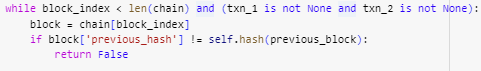 while block_index < len(chain) and (txn_1 is not None and txn_2 is not None):
    block = chain[block_index]
    if block['previous_hash'] != self.hash(previous_block):
        return False